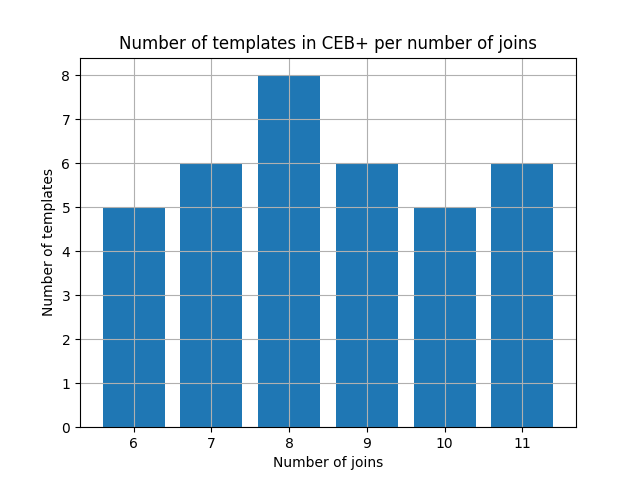 Number of templates in CEB+ per number of joins
Number of templates
8
7
6
5
4
3
2
1
0
6 7 8 9 10 11
Number of joins